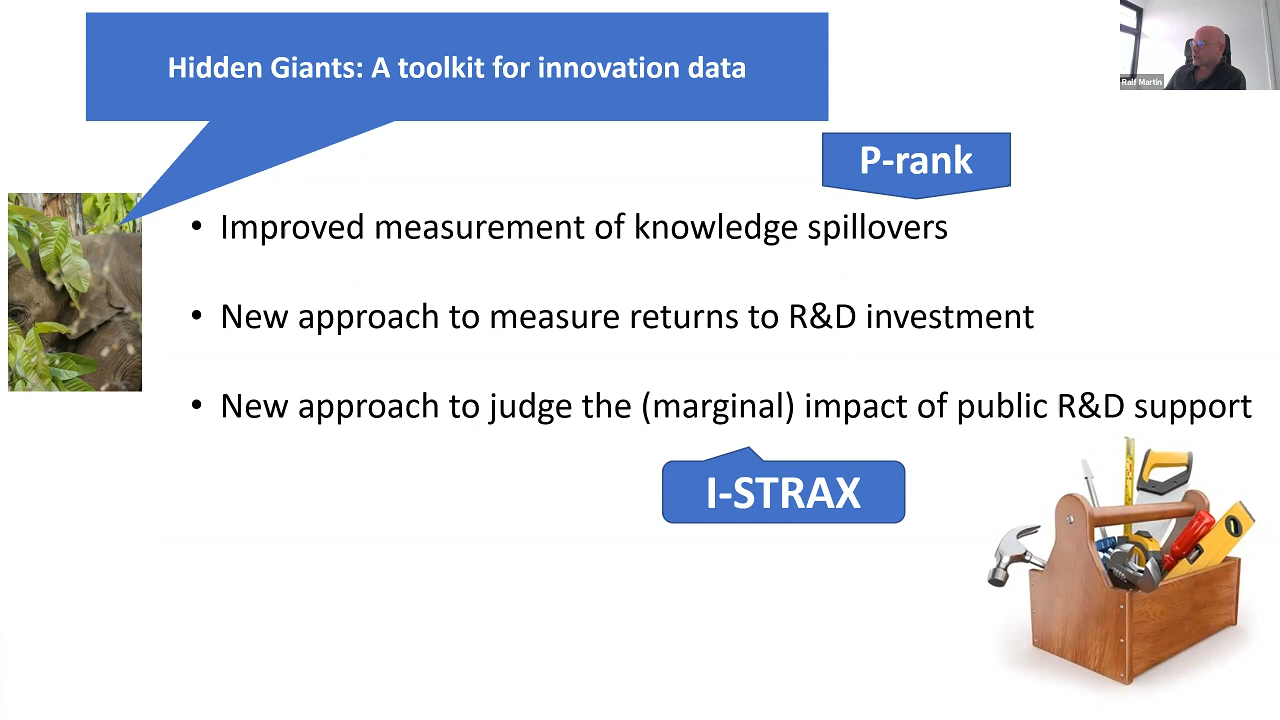 Hidden Giants: A toolkit for innovation data
Ralf Martin
P-rank
• Improved measurement of knowledge spillovers
• New approach to measure returns to R&D investment
• New approach to judge the (marginal) impact of public R&D support
I-STRAX